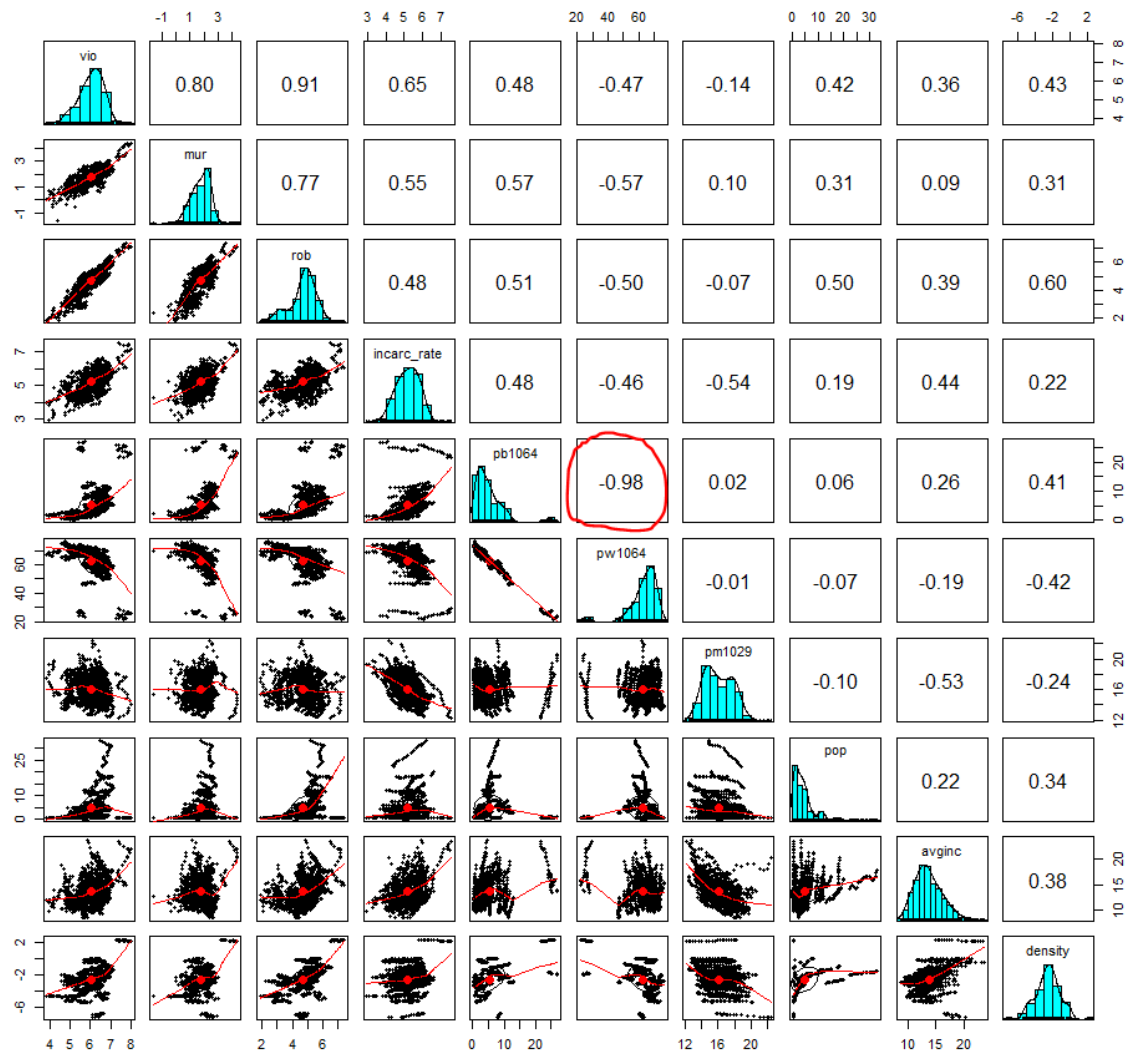 -1 1 3 3 4 5 6 7 20 40 60 0 10 20 30 -6 -2 2
vio 0.80 0.91 0.65 0.48 -0.47 -0.14 0.42 0.36 0.43 4 5 6 7 8
-1 1 3 mur 0.77 0.55 0.57 -0.57 0.10 0.31 0.09 0.31
rob 0.48 0.51 -0.50 -0.07 0.50 0.39 0.60 2 4 6
3 5 7 incarc_rate 0.48 -0.46 -0.54 0.19 0.44 0.22
pb1064 -0.98 0.02 0.06 0.26 0.41 0 10 20
20 40 60 pw1064 -0.01 -0.07 -0.19 -0.42
pm1029 -0.10 -0.53 -0.24 12 16 20
0 10 25 pop 0.22 0.34
avginc 0.38 10 15 20
-6 -2 2 density
4 5 6 7 8 2 4 6 0 10 20 12 14 16 18 20 22 10 15 20